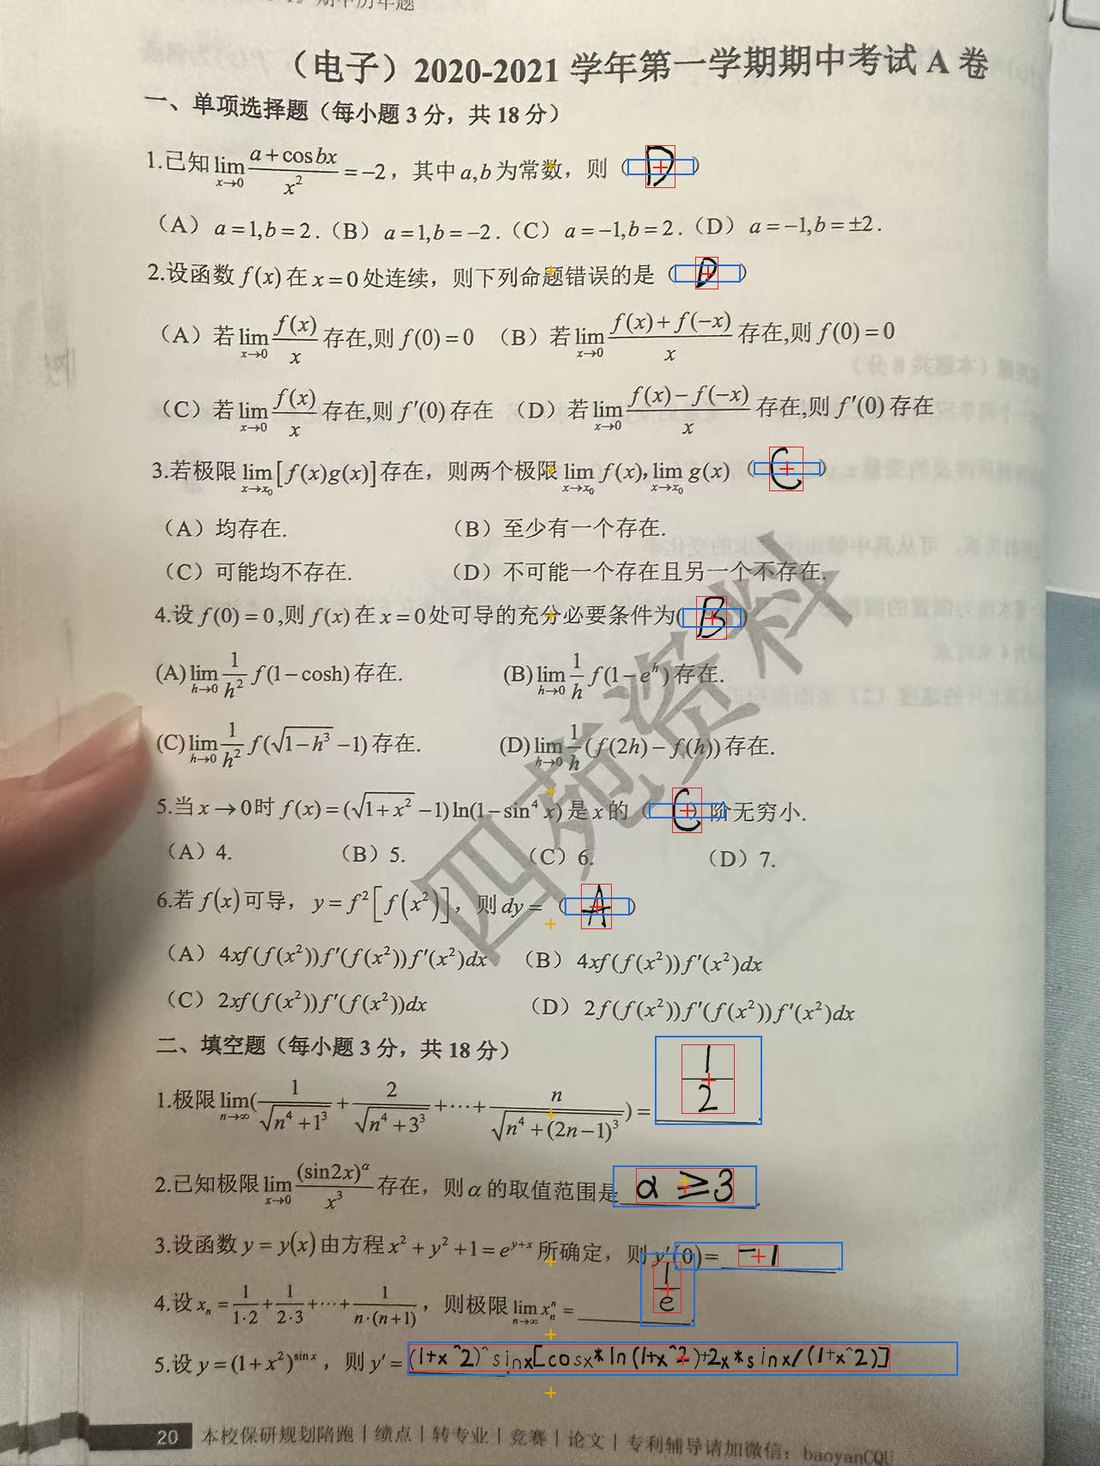 （电子）2020-2021 学年第一学期期中考试 A 卷
一、单项选择题（每小题 3 分，共 18 分）
1.已知 lim_{x→0} (a+cos bx)/x² = -2，其中 a,b 为常数，则（ D ）
（A）a=1,b=2.（B）a=1,b=-2.（C）a=-1,b=2.（D）a=-1,b=±2.
2.设函数 f(x) 在 x=0 处连续，则下列命题错误的是（ D ）
（A）若 lim_{x→0} f(x)/x 存在,则 f(0)=0 （B）若 lim_{x→0} (f(x)+f(-x))/x 存在,则 f(0)=0
（C）若 lim_{x→0} f(x)/x 存在,则 f′(0) 存在 （D）若 lim_{x→0} (f(x)-f(-x))/x 存在,则 f′(0) 存在
3.若极限 lim_{x→x₀} [f(x)g(x)] 存在，则两个极限 lim_{x→x₀} f(x), lim_{x→x₀} g(x)（ C ）
（A）均存在. （B）至少有一个存在.
（C）可能均不存在. （D）不可能一个存在且另一个不存在.
4.设 f(0)=0,则 f(x) 在 x=0 处可导的充分必要条件为( B )
(A) lim_{h→0} 1/h² f(1-cosh) 存在. (B) lim_{h→0} 1/h f(1-e^h) 存在.
(C) lim_{h→0} 1/h² f(√(1-h³) -1) 存在. (D) lim_{h→0} 1/h (f(2h)-f(h)) 存在.
5.当 x→0 时 f(x)=(√(1+x²) -1)ln(1-sin⁴ x) 是 x 的（ C ）阶无穷小.
（A）4. （B）5. （C）6. （D）7.
6.若 f(x) 可导， y=f²[f(x²)]，则 dy=（ A ）
（A）4xf(f(x²))f′(f(x²))f′(x²)dx （B）4xf(f(x²))f′(x²)dx
（C）2xf(f(x²))f′(f(x²))dx （D）2f(f(x²))f′(f(x²))f′(x²)dx
二、填空题（每小题 3 分，共 18 分）
1.极限 lim_{n→∞} (1/√(n⁴+1³) + 2/√(n⁴+3³) +⋯+ n/√(n⁴+(2n-1)³)) = 1/2 .
2.已知极限 lim_{x→0} (sin2x)^α/x³ 存在，则 α 的取值范围是 α ≥3 .
3.设函数 y=y(x) 由方程 x²+y²+1=e^{y+x} 所确定，则 y′(0)= -1 .
4.设 x_n = 1/(1·2) + 1/(2·3) +⋯+ 1/(n·(n+1))，则极限 lim_{n→∞} x_n^n = 1/e .
5.设 y=(1+x²)^{sin x}，则 y′= (1+x^2)^sinx[cosx*ln(1+x^2)+2x*sinx/(1+x^2)]
20 本校保研规划陪跑｜绩点｜转专业｜竞赛｜论文｜专利辅导请加微信：baoyanCQU
四苑资料